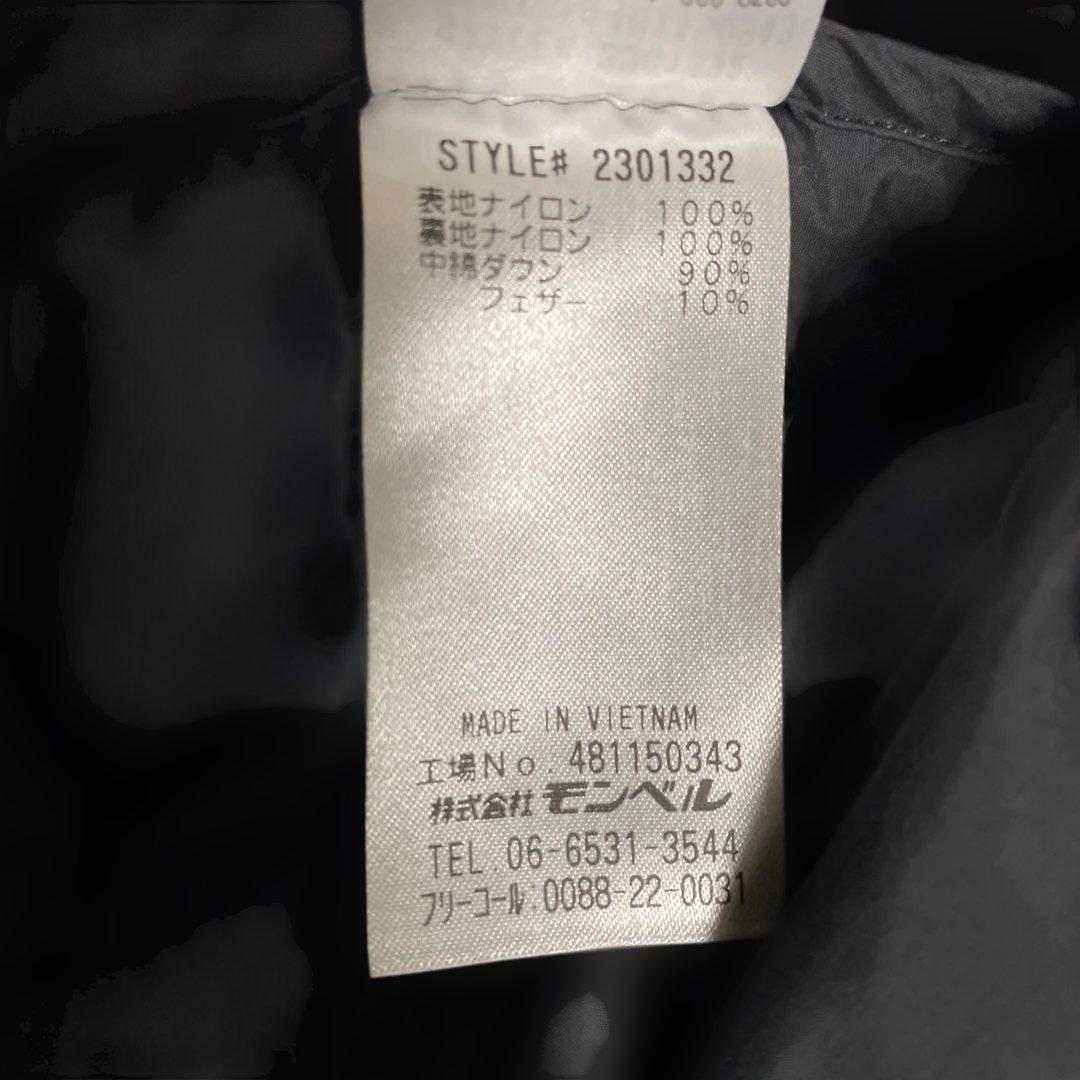 STYLE# 2301332
表地ナイロン 100%
裏地ナイロン 100%
中綿ダウン 90%
フェザー 10%
MADE IN VIETNAM
工場No. 481150343
株式会社モンベル
TEL.06-6531-3544
フリーコール:0088-22-0031